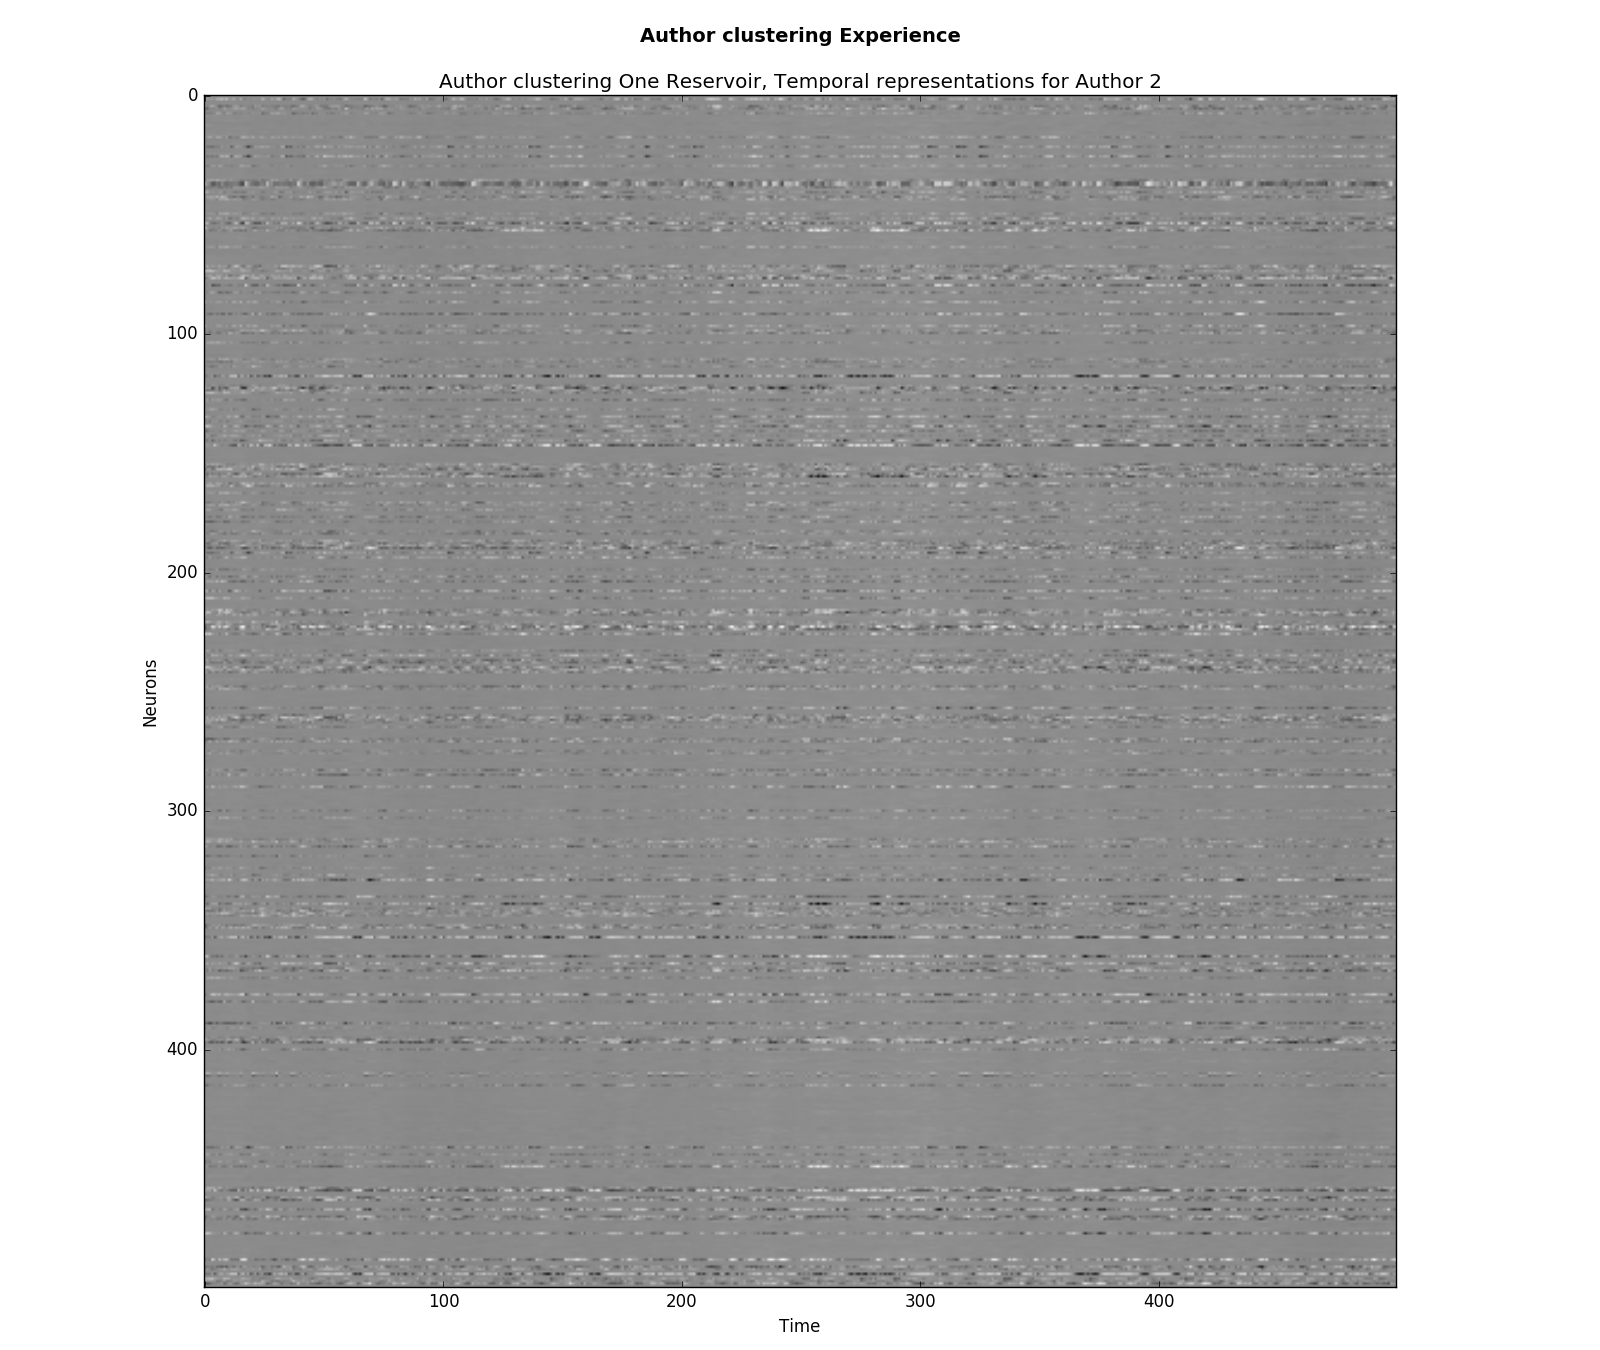 Author clustering Experience
Author clustering One Reservoir, Temporal representations for Author 2
0
100
200
300
400
Neurons
0 100 200 300 400
Time